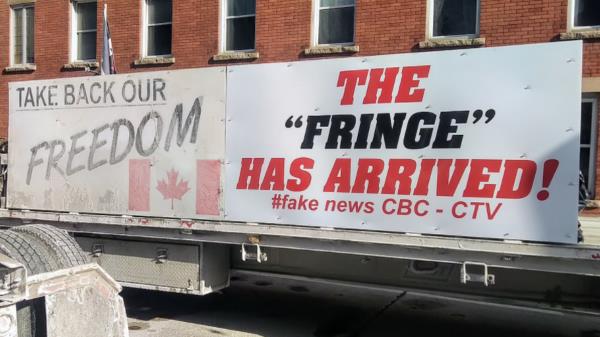 TAKE BACK OUR
FREEDOM
THE
“FRINGE”
HAS ARRIVED!
#fake news CBC - CTV